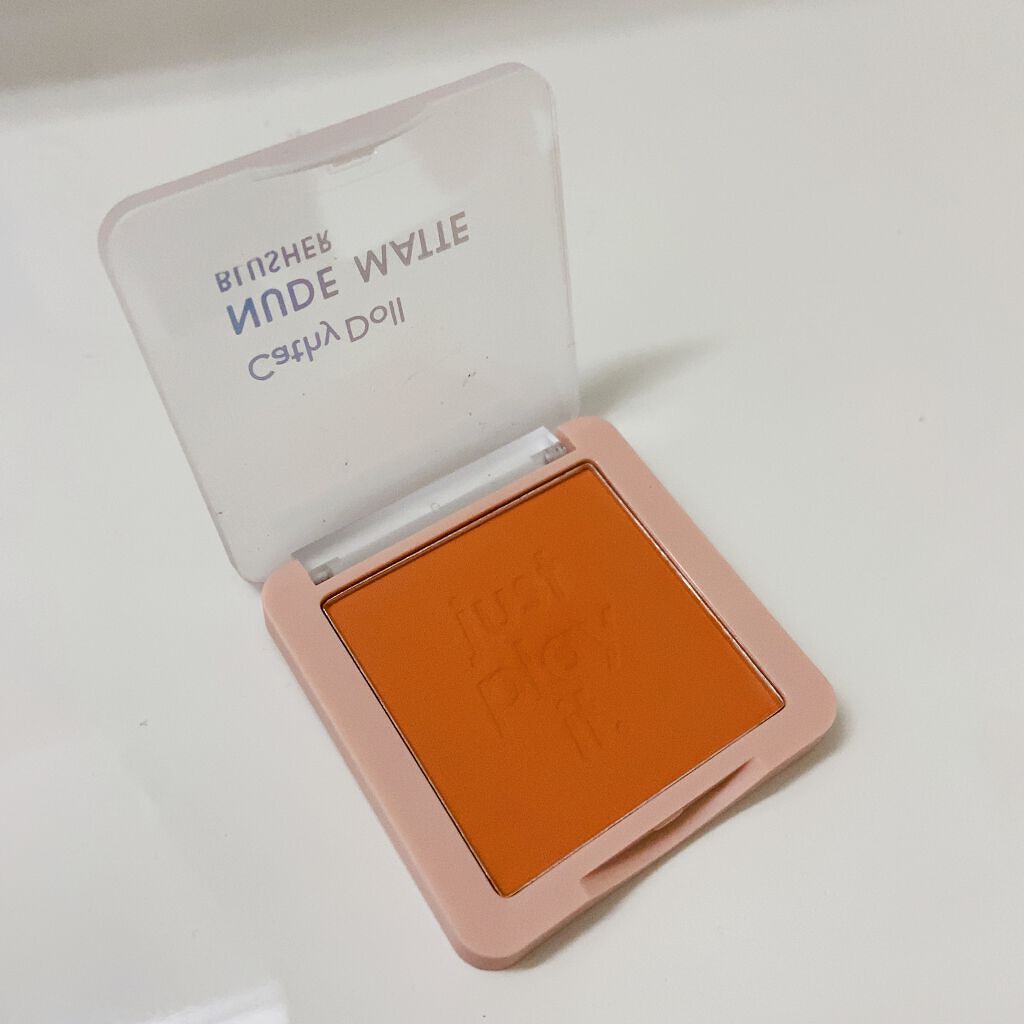 Cathy Doll
NUDE MATTE
BLUSHER
just
play
it.